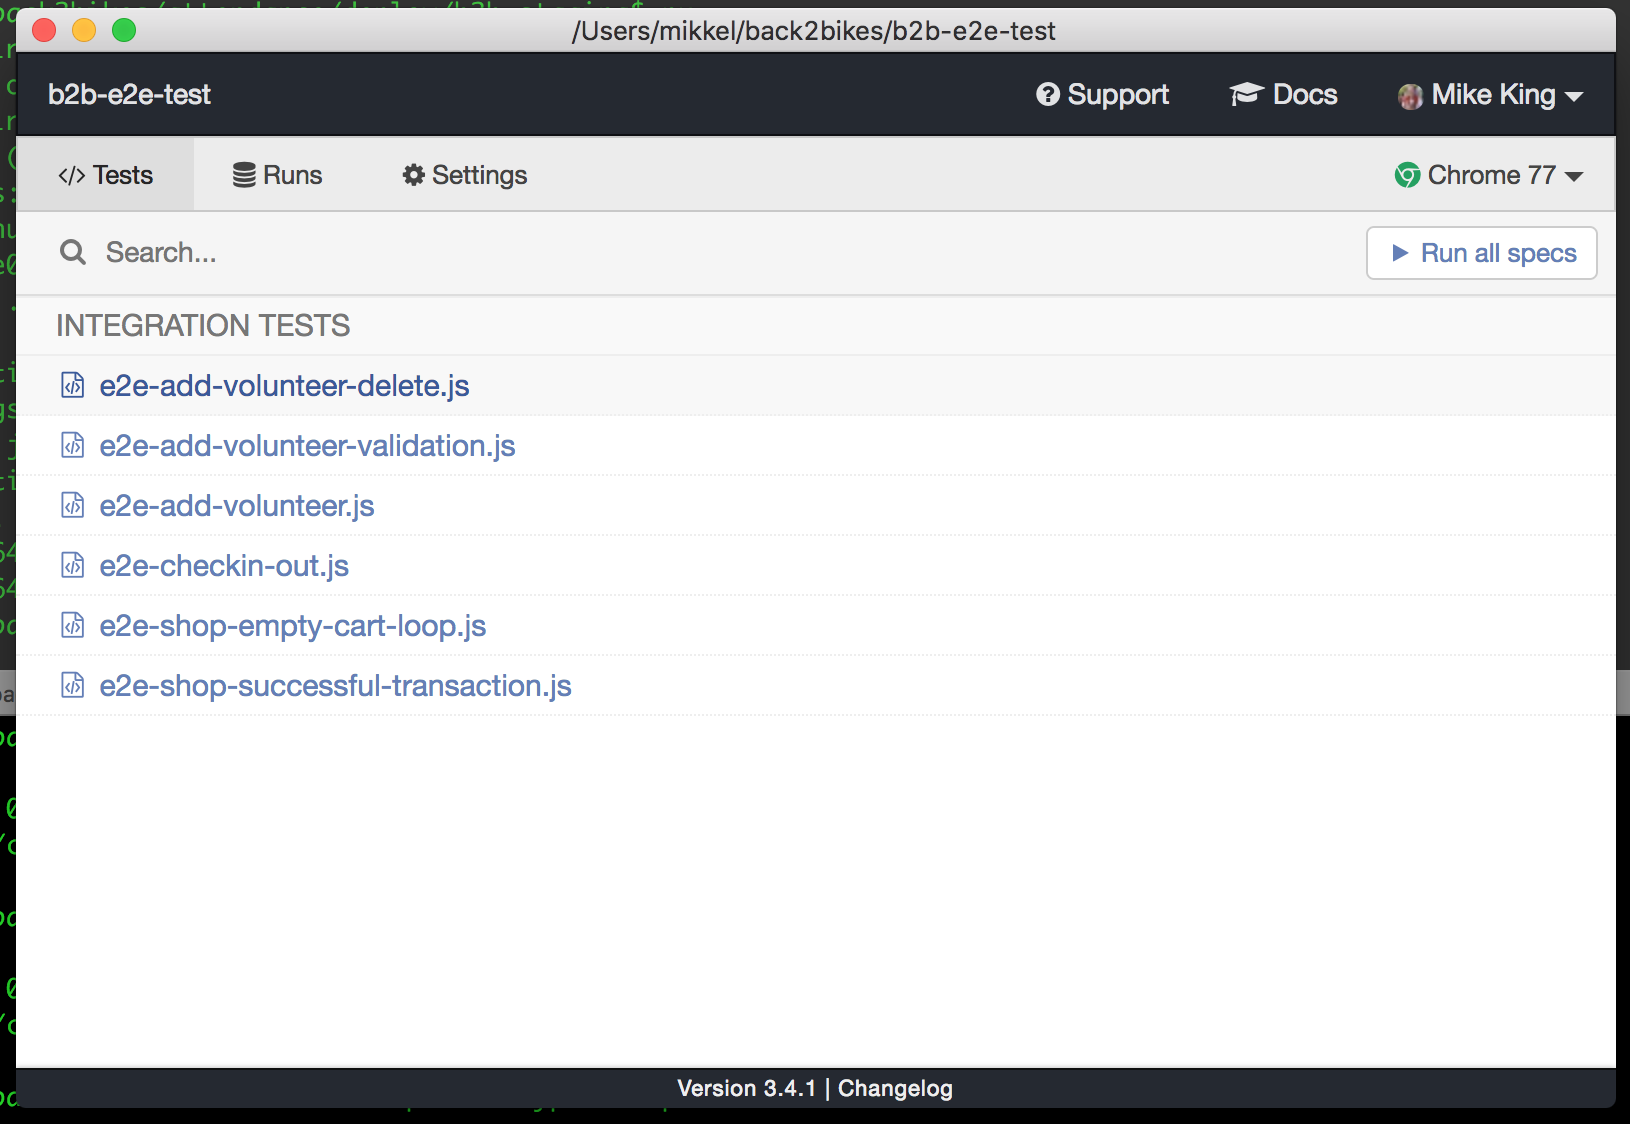 /Users/mikkel/back2bikes/b2b-e2e-test
b2b-e2e-test
Support
Docs
Mike King
</> Tests
Runs
Settings
Chrome 77
Search...
Run all specs
INTEGRATION TESTS
e2e-add-volunteer-delete.js
e2e-add-volunteer-validation.js
e2e-add-volunteer.js
e2e-checkin-out.js
e2e-shop-empty-cart-loop.js
e2e-shop-successful-transaction.js
Version 3.4.1 | Changelog